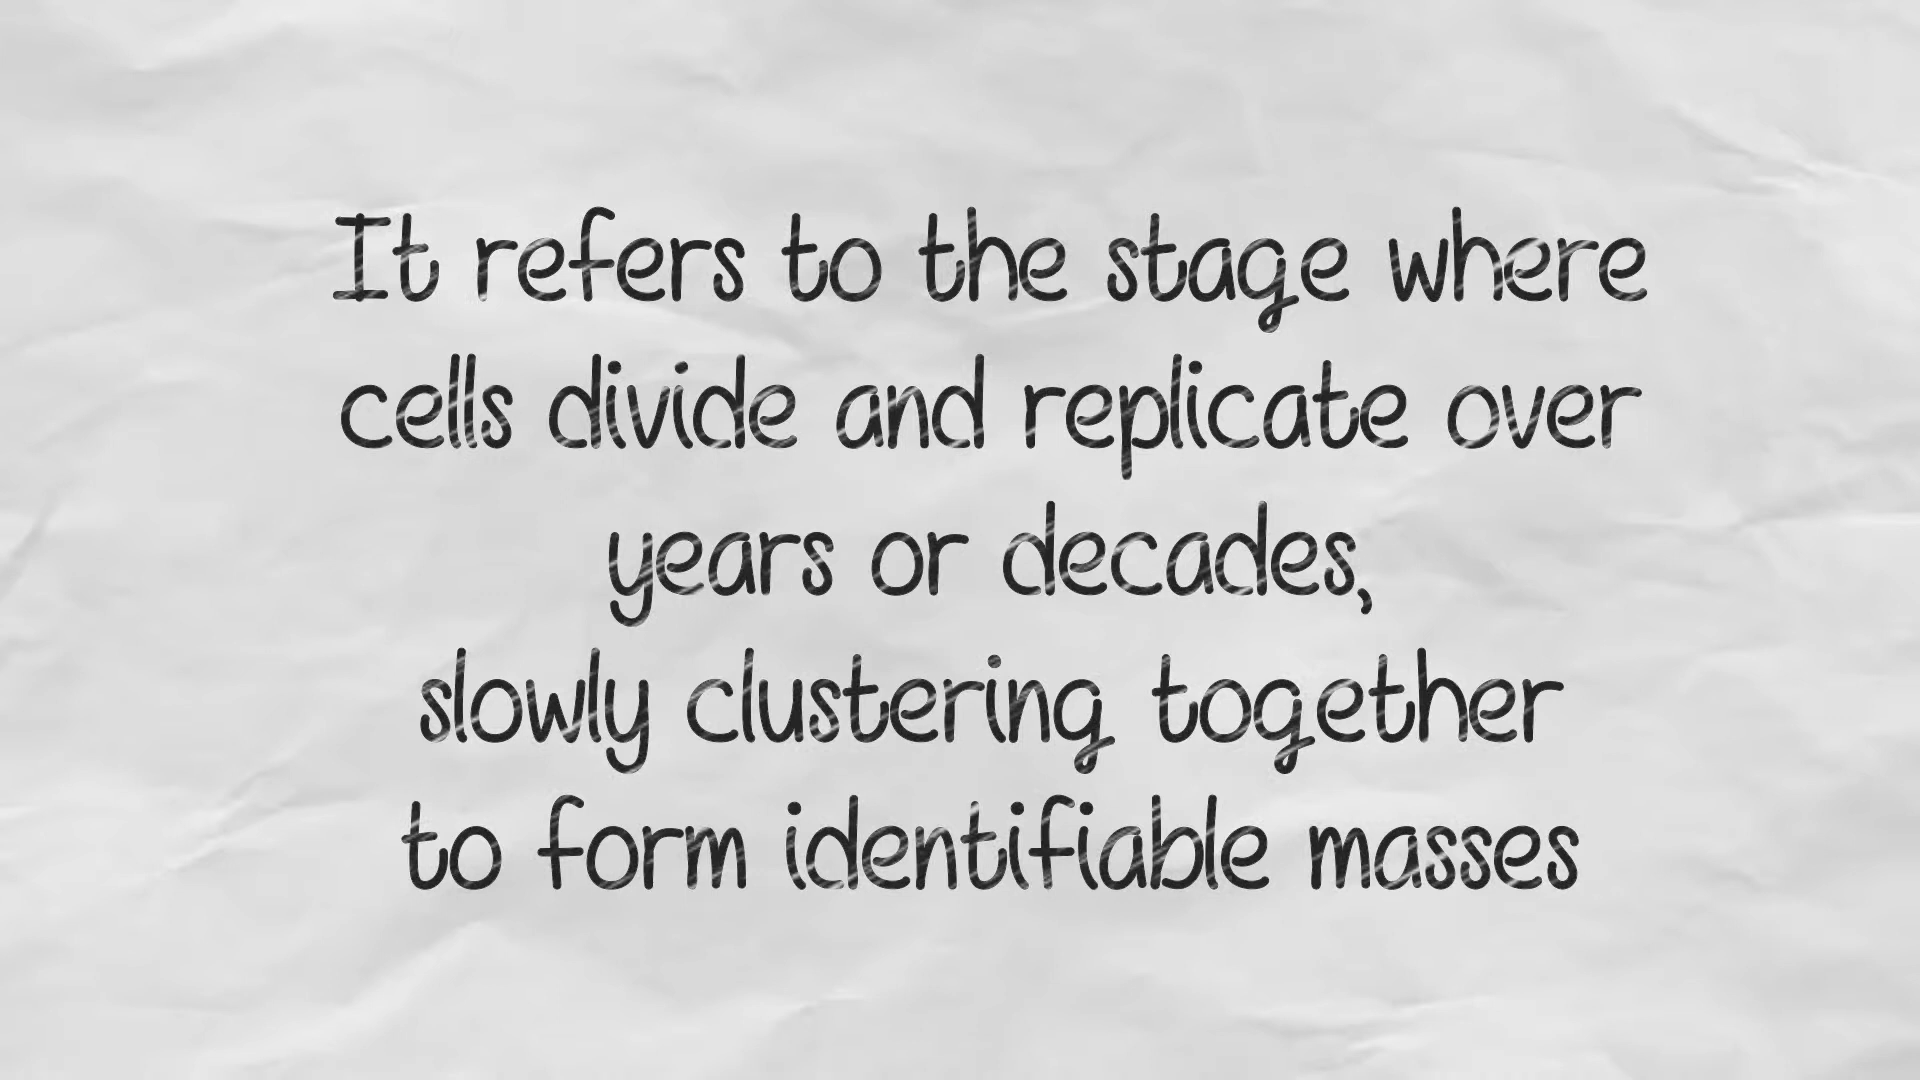 It refers to the stage where
cells divide and replicate over
years or decades,
slowly clustering together
to form identifiable masses